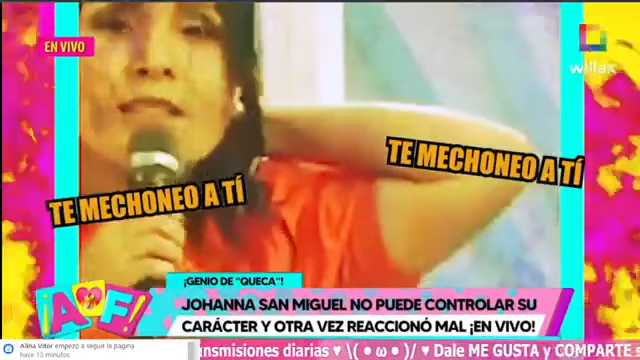 EN VIVO
willax
TE MECHONEO A TÍ
TE MECHONEO A TÍ
¡GENIO DE "QUECA"!
¡A F!
JOHANNA SAN MIGUEL NO PUEDE CONTROLAR SU
CARÁCTER Y OTRA VEZ REACCIONÓ MAL ¡EN VIVO!
Alina Vitor empezó a seguir la página
hace 13 minutos
ansmisiones diarias ♥ \( • ω • )/ ♥ Dale ME GUSTA y COMPARTE